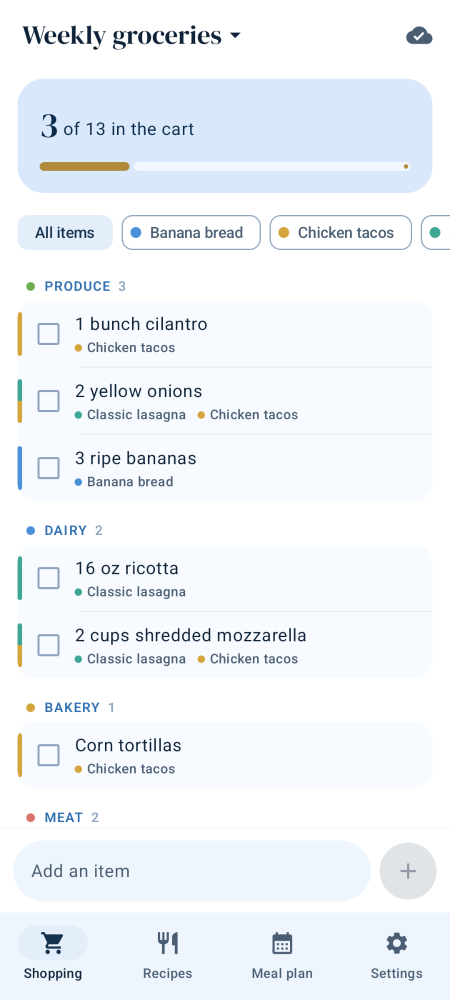 Weekly groceries
3 of 13 in the cart
All items
Banana bread
Chicken tacos
PRODUCE 3
1 bunch cilantro
Chicken tacos
2 yellow onions
Classic lasagna Chicken tacos
3 ripe bananas
Banana bread
DAIRY 2
16 oz ricotta
Classic lasagna
2 cups shredded mozzarella
Classic lasagna Chicken tacos
BAKERY 1
Corn tortillas
Chicken tacos
MEAT 2
Add an item
Shopping
Recipes
Meal plan
Settings